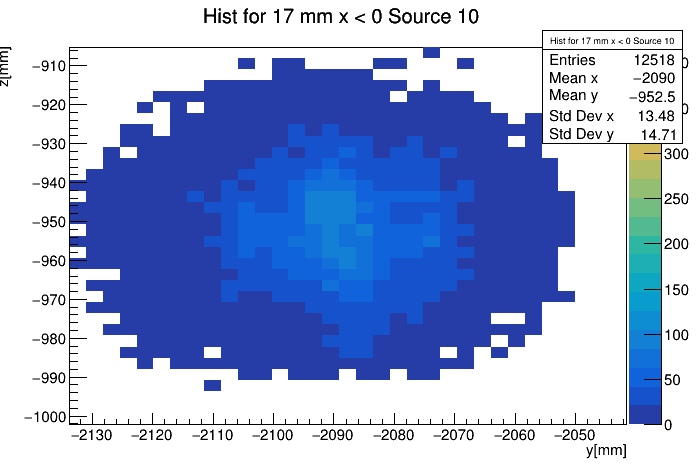 Hist for 17 mm x < 0 Source 10
Hist for 17 mm x < 0 Source 10
Entries 12518
Mean x −2090
Mean y −952.5
Std Dev x 13.48
Std Dev y 14.71
z[mm]
−910
−920
−930
−940
−950
−960
−970
−980
−990
−1000
−2130 −2120 −2110 −2100 −2090 −2080 −2070 −2060 −2050
y[mm]
300
250
200
150
100
50
0